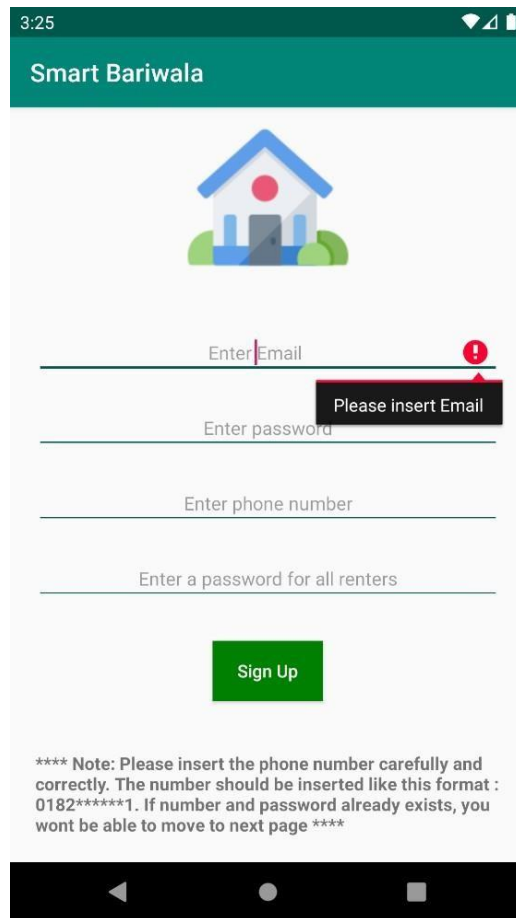 3:25
Smart Bariwala
Enter Email
Please insert Email
Enter password
Enter phone number
Enter a password for all renters
Sign Up
**** Note: Please insert the phone number carefully and
correctly. The number should be inserted like this format :
0182******1. If number and password already exists, you
wont be able to move to next page ****